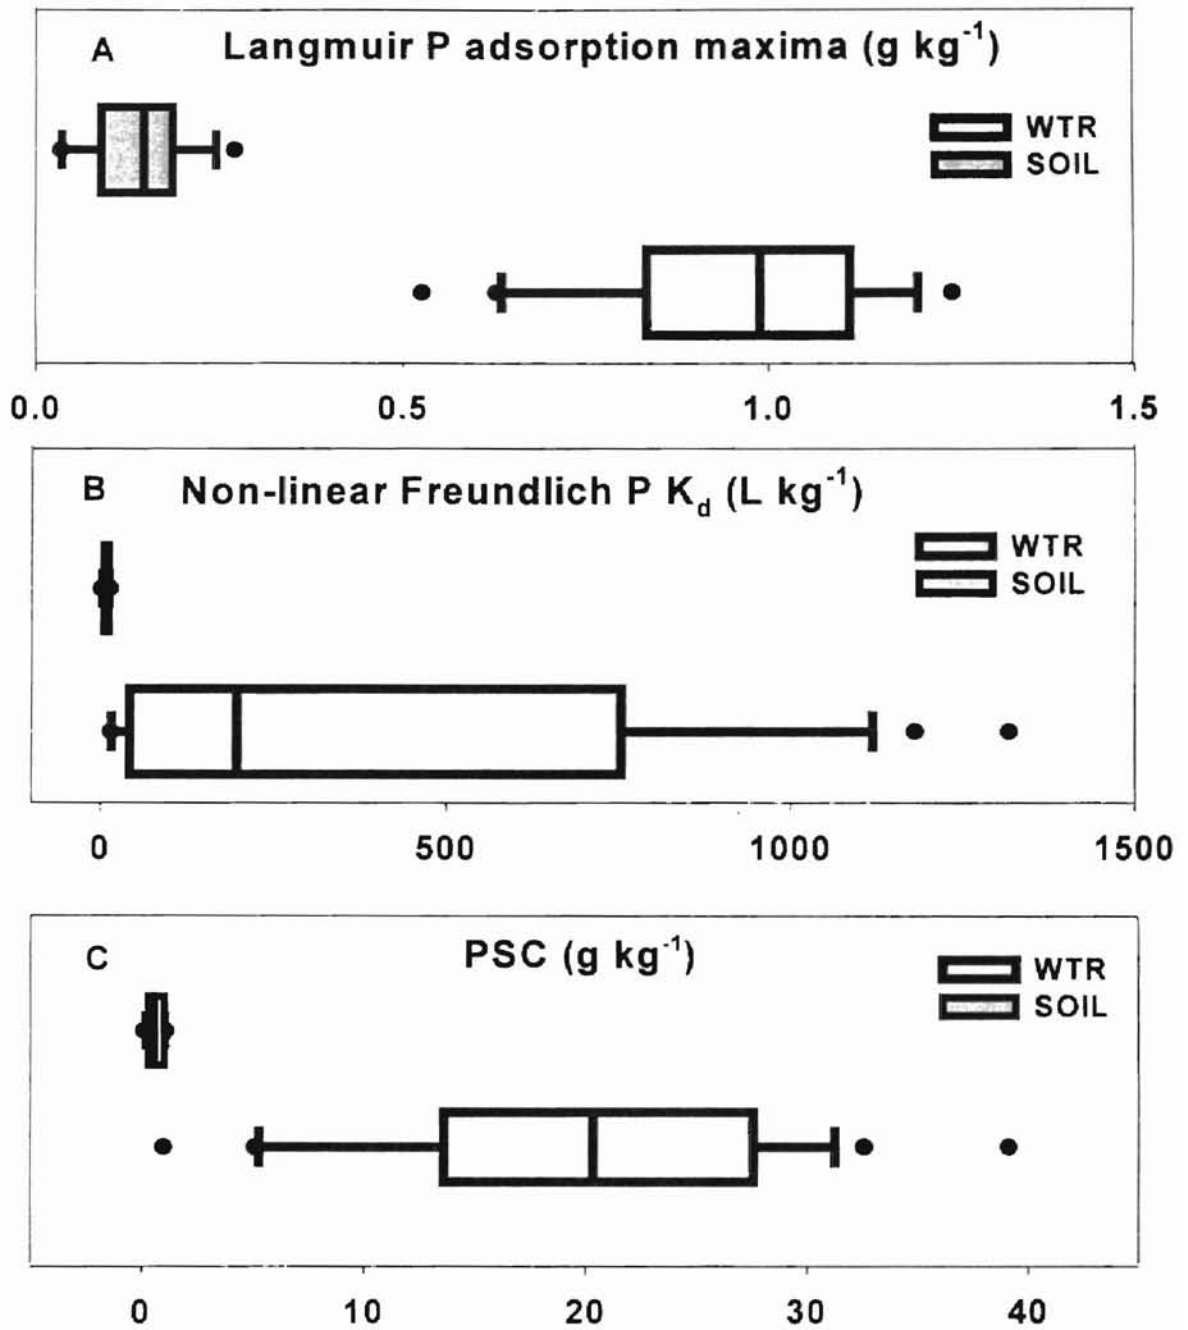 A Langmuir P adsorption maxima (g kg⁻¹)
WTR
SOIL
0.0 0.5 1.0 1.5
B Non-linear Freundlich P K_d (L kg⁻¹)
WTR
SOIL
0 500 1000 1500
C PSC (g kg⁻¹)
WTR
SOIL
0 10 20 30 40